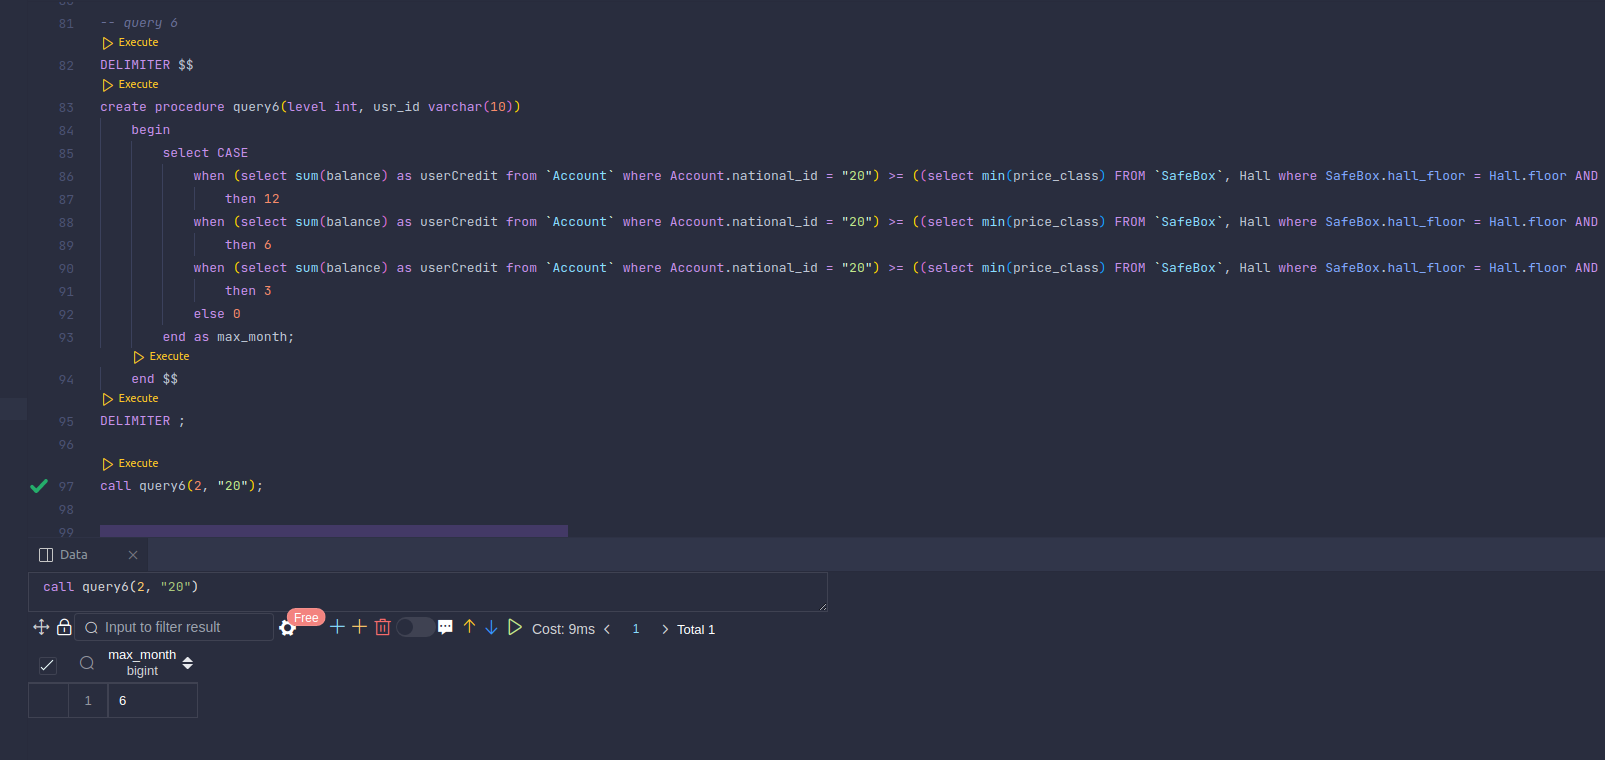 81 -- query 6
Execute
82 DELIMITER $$
Execute
83 create procedure query6(level int, usr_id varchar(10))
84 begin
85 select CASE
86 when (select sum(balance) as userCredit from `Account` where Account.national_id = "20") >= ((select min(price_class) FROM `SafeBox`, Hall where SafeBox.hall_floor = Hall.floor AND
87 then 12
88 when (select sum(balance) as userCredit from `Account` where Account.national_id = "20") >= ((select min(price_class) FROM `SafeBox`, Hall where SafeBox.hall_floor = Hall.floor AND
89 then 6
90 when (select sum(balance) as userCredit from `Account` where Account.national_id = "20") >= ((select min(price_class) FROM `SafeBox`, Hall where SafeBox.hall_floor = Hall.floor AND
91 then 3
92 else 0
93 end as max_month;
Execute
94 end $$
Execute
95 DELIMITER ;
96
Execute
97 call query6(2, "20");
98
99
Data
call query6(2, "20")
Input to filter result Free Cost: 9ms < 1 > Total 1
max_month
bigint
1 6